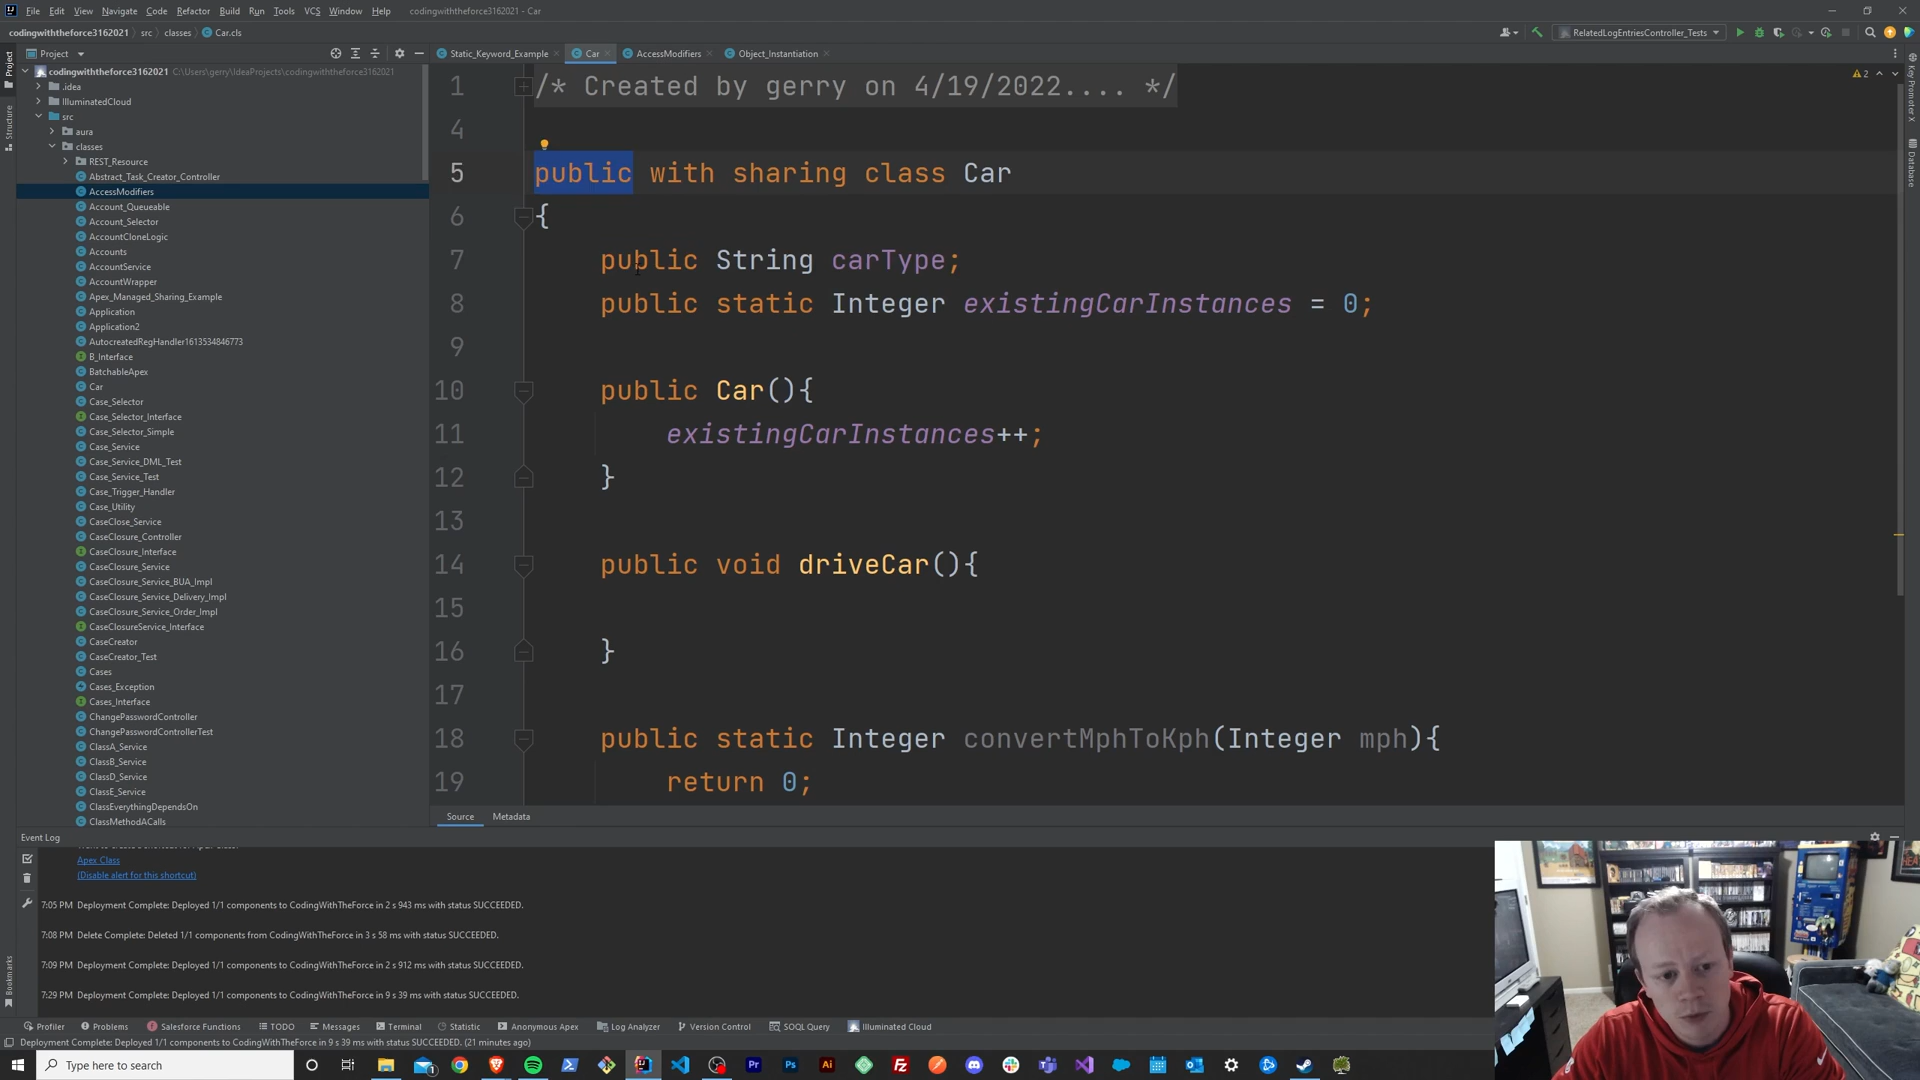 File Edit View Navigate Code Refactor Build Run Tools VCS Window Help codingwiththeforce3162021 - Car
codingwiththeforce3162021 src classes Car.cls RelatedLogEntriesController_Tests
Project
codingwiththeforce3162021 C:\Users\gerry\IdeaProjects\codingwiththeforce3162021
.idea
IlluminatedCloud
src
aura
classes
REST_Resource
Abstract_Task_Creator_Controller
AccessModifiers
Account_Queueable
Account_Selector
AccountCloneLogic
Accounts
AccountService
AccountWrapper
Apex_Managed_Sharing_Example
Application
Application2
AutocreatedRegHandler1613534846773
B_Interface
BatchableApex
Car
Case_Selector
Case_Selector_Interface
Case_Selector_Simple
Case_Service
Case_Service_DML_Test
Case_Service_Test
Case_Trigger_Handler
Case_Utility
CaseClose_Service
CaseClosure_Controller
CaseClosure_Interface
CaseClosure_Service
CaseClosure_Service_BUA_Impl
CaseClosure_Service_Delivery_Impl
CaseClosure_Service_Order_Impl
CaseClosureService_Interface
CaseCreator
CaseCreator_Test
Cases
Cases_Exception
Cases_Interface
ChangePasswordController
ChangePasswordControllerTest
ClassA_Service
ClassB_Service
ClassD_Service
ClassE_Service
ClassEverythingDependsOn
ClassMethodACalls
Project
Structure
Bookmarks
Static_Keyword_Example Car AccessModifiers Object_Instantiation
2
1 /* Created by gerry on 4/19/2022.... */
4
5 public with sharing class Car
6 {
7 public String carType;
8 public static Integer existingCarInstances = 0;
9
10 public Car(){
11 existingCarInstances++;
12 }
13
14 public void driveCar(){
15
16 }
17
18 public static Integer convertMphToKph(Integer mph){
19 return 0;
Key Promoter X
Database
Source Metadata
Event Log
Apex Class
(Disable alert for this shortcut)
7:05 PM Deployment Complete: Deployed 1/1 components to CodingWithTheForce in 2 s 943 ms with status SUCCEEDED.
7:08 PM Delete Complete: Deleted 1/1 components from CodingWithTheForce in 3 s 58 ms with status SUCCEEDED.
7:09 PM Deployment Complete: Deployed 1/1 components to CodingWithTheForce in 2 s 912 ms with status SUCCEEDED.
7:29 PM Deployment Complete: Deployed 1/1 components to CodingWithTheForce in 9 s 39 ms with status SUCCEEDED.
Profiler Problems Salesforce Functions TODO Messages Terminal Statistic Anonymous Apex Log Analyzer Version Control SOQL Query Illuminated Cloud
Deployment Complete: Deployed 1/1 components to CodingWithTheForce in 9 s 39 ms with status SUCCEEDED. (21 minutes ago)
Type here to search
1
Pr Ps Ai Fz